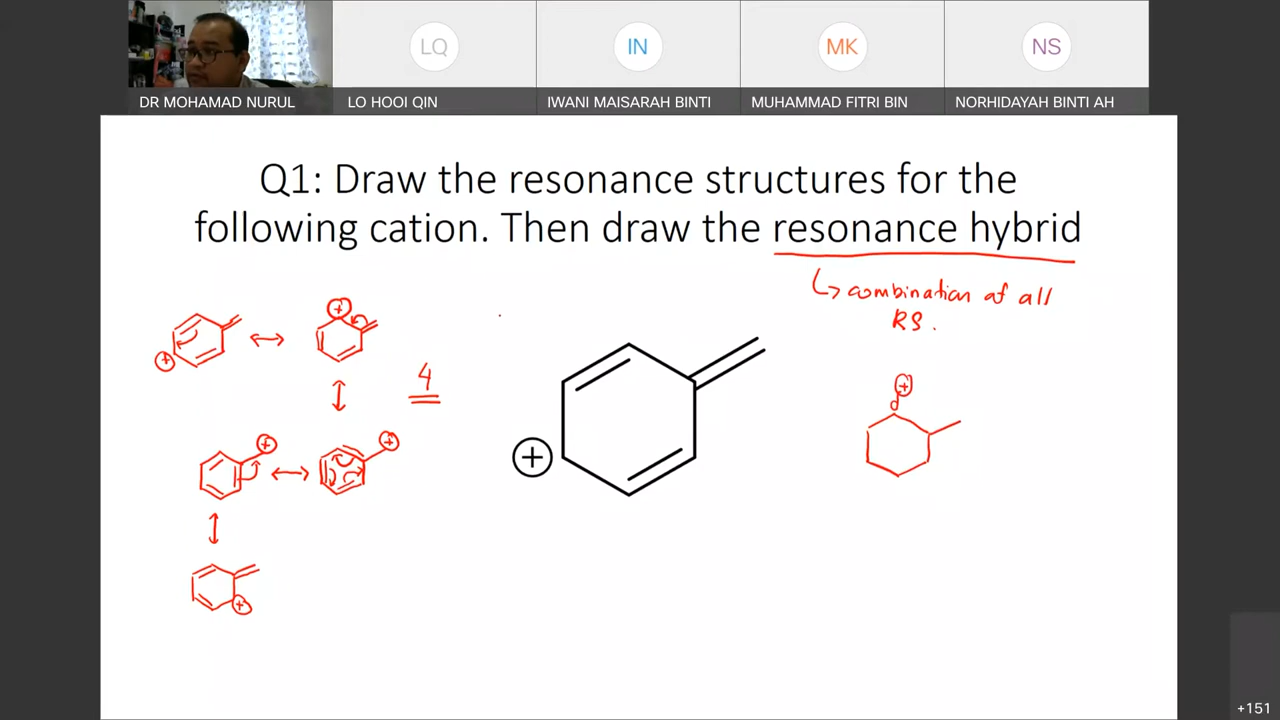 LQ
IN
MK
NS
DR MOHAMAD NURUL
LO HOOI QIN
IWANI MAISARAH BINTI
MUHAMMAD FITRI BIN
NORHIDAYAH BINTI AH
Q1: Draw the resonance structures for the
following cation. Then draw the resonance hybrid
↳ combination of all
RS.
+
+
4
+
+
+
+
δ+
+151